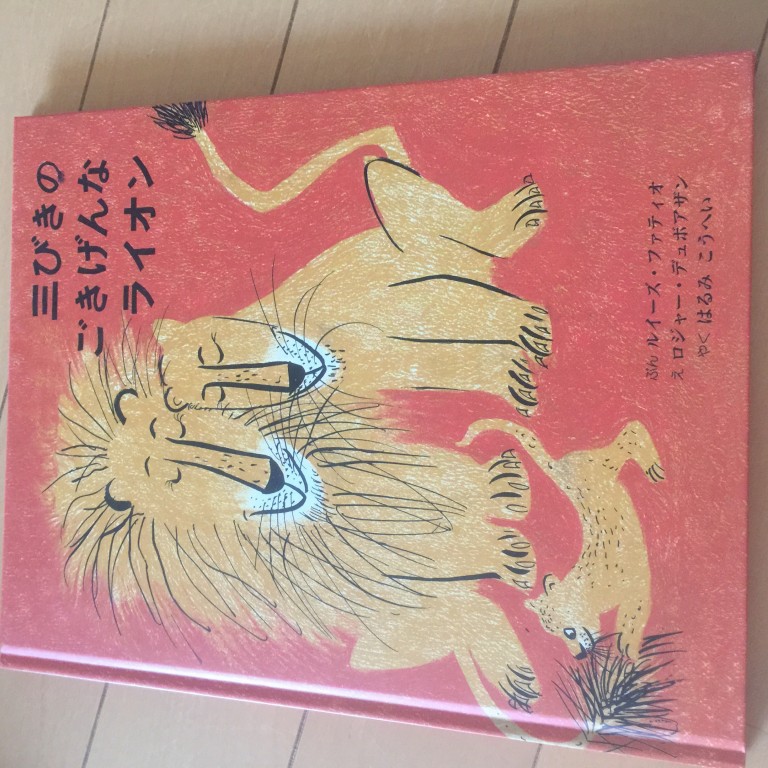 三びきの
ごきげんな
ライオン
ぶん ルイーズ・ファティオ
え ロジャー・デュボアザン
やく はるみ こうへい